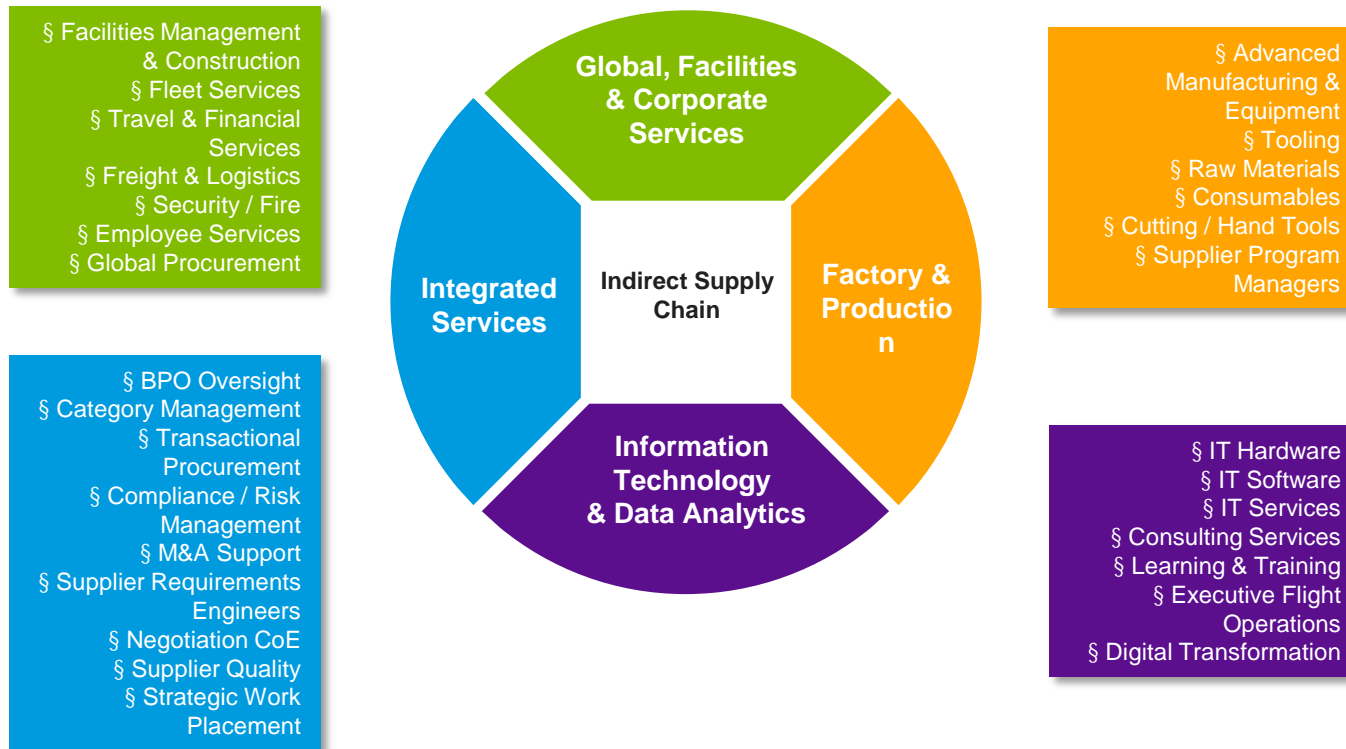 § Facilities Management
& Construction
§ Fleet Services
§ Travel & Financial
Services
§ Freight & Logistics
§ Security / Fire
§ Employee Services
§ Global Procurement
Global, Facilities
& Corporate
Services
§ Advanced
Manufacturing &
Equipment
§ Tooling
§ Raw Materials
§ Consumables
§ Cutting / Hand Tools
§ Supplier Program
Managers
Integrated
Services
Indirect Supply
Chain
Factory &
Productio
n
§ BPO Oversight
§ Category Management
§ Transactional
Procurement
§ Compliance / Risk
Management
§ M&A Support
§ Supplier Requirements
Engineers
§ Negotiation CoE
§ Supplier Quality
§ Strategic Work
Placement
Information
Technology
& Data Analytics
§ IT Hardware
§ IT Software
§ IT Services
§ Consulting Services
§ Learning & Training
§ Executive Flight
Operations
§ Digital Transformation